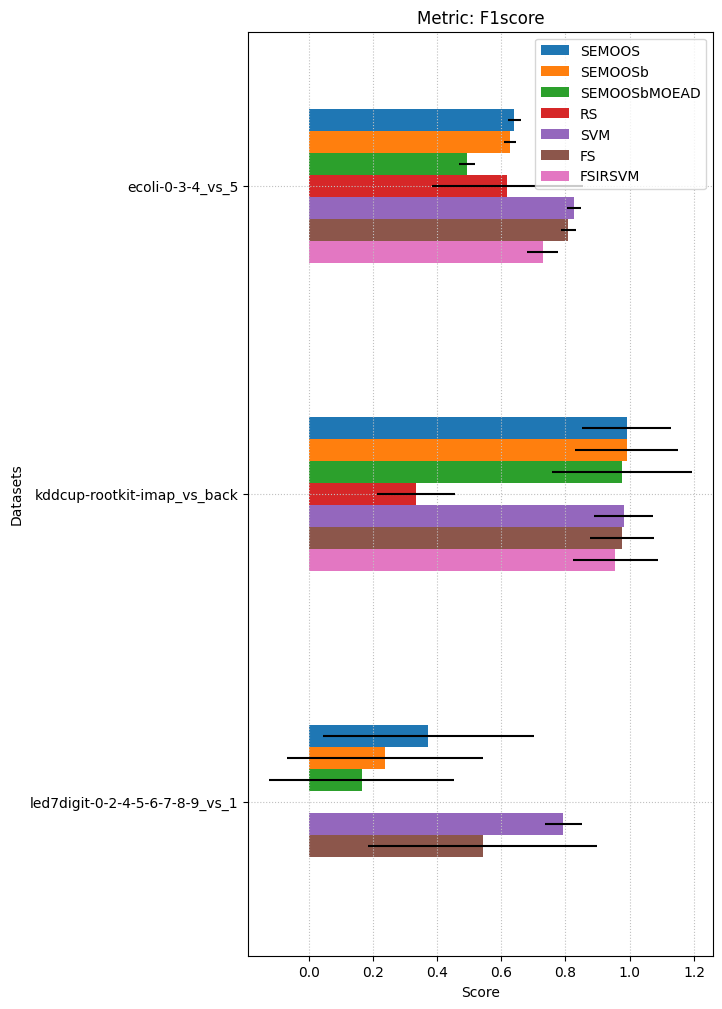 Metric: F1score
SEMOOS
SEMOOSb
SEMOOSbMOEAD
RS
SVM
FS
FSIRSVM
Datasets
ecoli-0-3-4_vs_5
kddcup-rootkit-imap_vs_back
led7digit-0-2-4-5-6-7-8-9_vs_1
0.0 0.2 0.4 0.6 0.8 1.0 1.2
Score